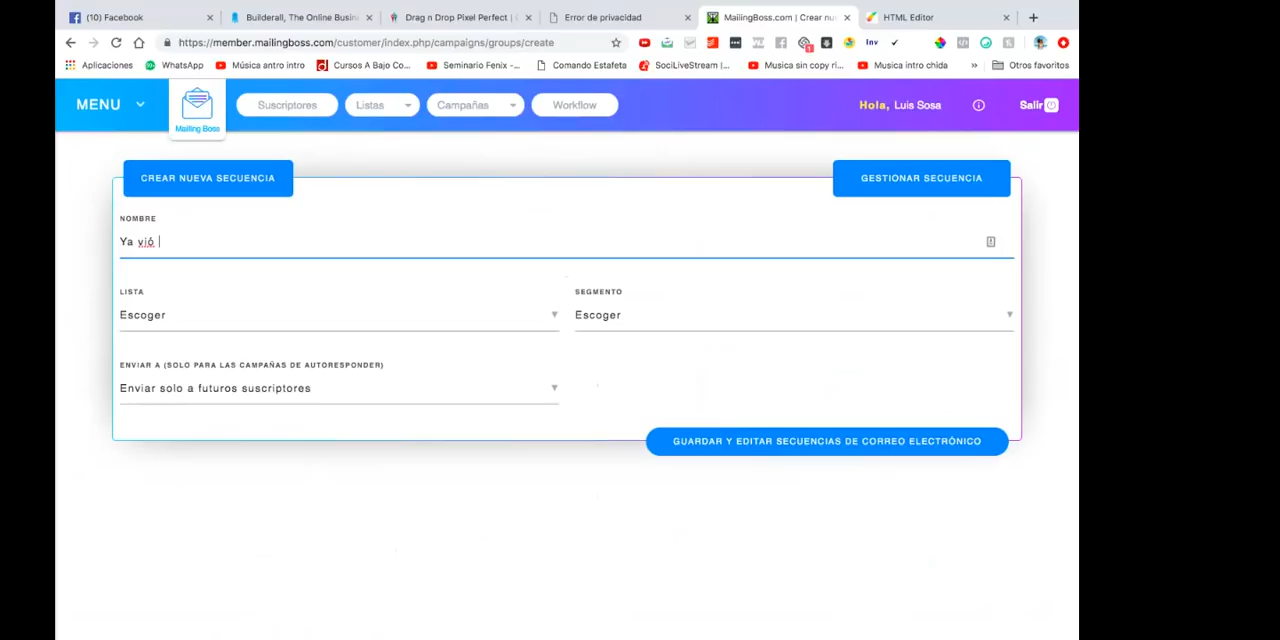 (10) Facebook
Builderall, The Online Busin
Drag n Drop Pixel Perfect | 
Error de privacidad
MailingBoss.com | Crear nu
HTML Editor
https://member.mailingboss.com/customer/index.php/campaigns/groups/create
Inv
Aplicaciones
WhatsApp
Música antro intro
Cursos A Bajo Co...
Seminario Fenix -...
Comando Estafeta
SociLiveStream |...
Musica sin copy ri...
Musica intro chida
»
Otros favoritos
MENU
Mailing Boss
Suscriptores
Listas
Campañas
Workflow
Hola, Luis Sosa
Salir
CREAR NUEVA SECUENCIA
GESTIONAR SECUENCIA
NOMBRE
Ya vió
LISTA
SEGMENTO
Escoger
Escoger
ENVIAR A (SOLO PARA LAS CAMPAÑAS DE AUTORESPONDER)
Enviar solo a futuros suscriptores
GUARDAR Y EDITAR SECUENCIAS DE CORREO ELECTRÓNICO